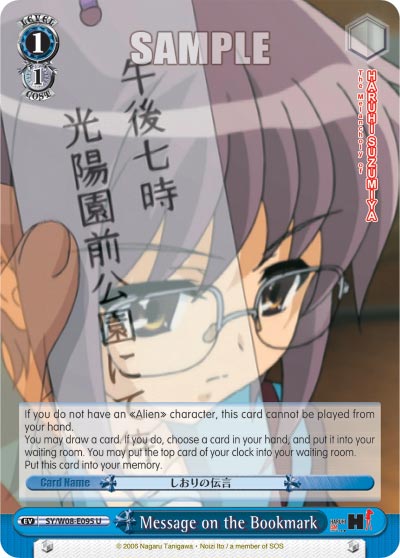 LEVEL
1
1
COST
SAMPLE
The Melancholy of
HARUHI SUZUMIYA
午後七時
光陽園前公園にて
If you do not have an «Alien» character, this card cannot be played from
your hand.
You may draw a card. If you do, choose a card in your hand, and put it into your
waiting room. You may put the top card of your clock into your waiting room.
Put this card into your memory.
Card Name
しおりの伝言
EV
SY/W08-E095 U
Message on the Bookmark
© 2006 Nagaru Tanigawa • Noizi Ito / a member of SOS